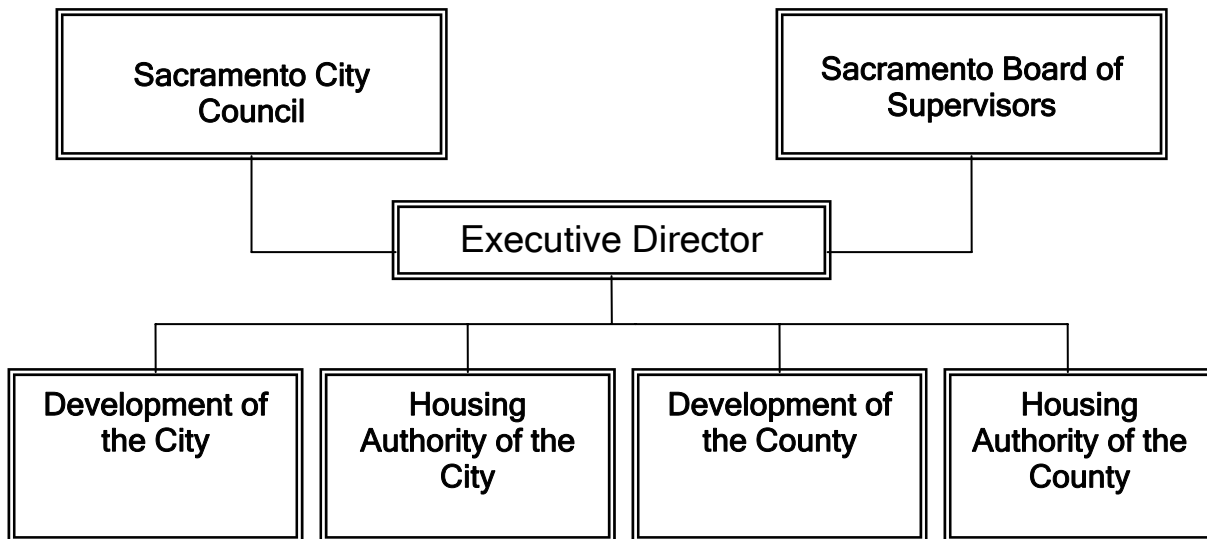 Sacramento City
Council
Sacramento Board of
Supervisors
Executive Director
Development of
the City
Housing
Authority of the
City
Development of
the County
Housing
Authority of the
County